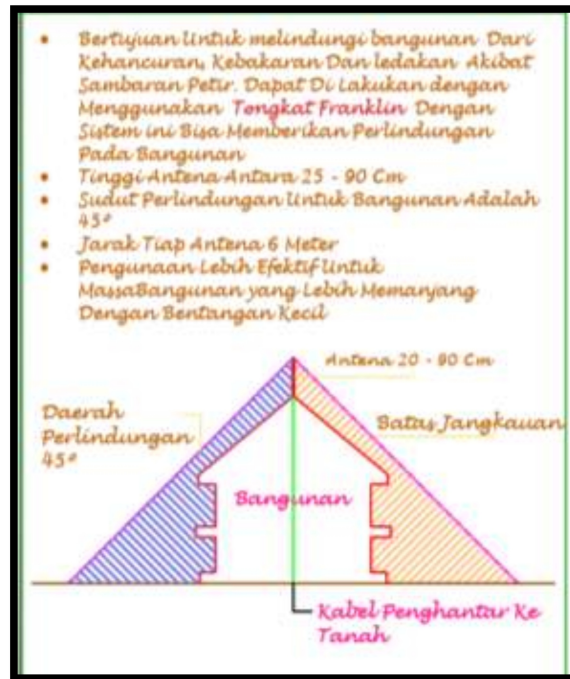 • Bertujuan Untuk melindungi bangunan Dari
Kehancuran, Kebakaran Dan ledakan Akibat
Sambaran Petir. Dapat Di Lakukan dengan
Menggunakan Tongkat Franklin Dengan
Sistem ini Bisa Memberikan Perlindungan
Pada Bangunan
• Tinggi Antena Antara 25 - 90 Cm
• Sudut Perlindungan Untuk Bangunan Adalah
45°
• Jarak Tiap Antena 6 Meter
• Pengunaan Lebih Efektif Untuk
MassaBangunan yang Lebih Memanjang
Dengan Bentangan Kecil
Antena 20 - 90 Cm
Daerah
Perlindungan
45°
Batas Jangkauan
Bangunan
Kabel Penghantar Ke
Tanah